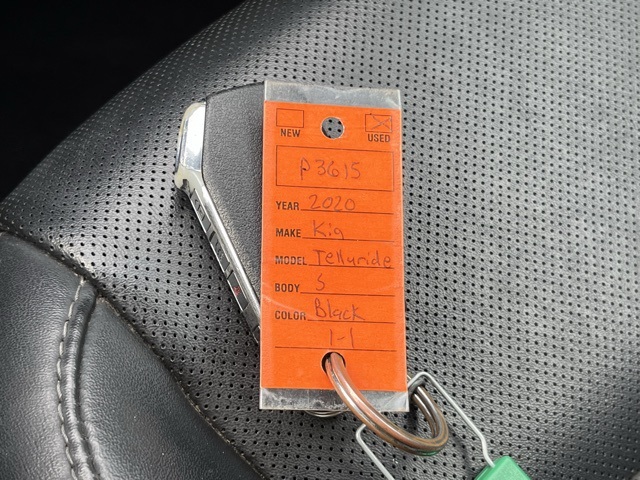 NEW USED
P3615
YEAR 2020
MAKE Kia
MODEL Telluride
BODY S
COLOR Black
1-1